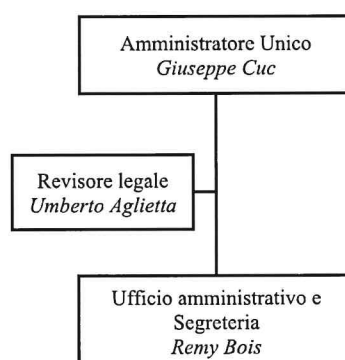 Amministratore Unico
Giuseppe Cuc
Revisore legale
Umberto Aglietta
Ufficio amministrativo e
Segreteria
Remy Bois